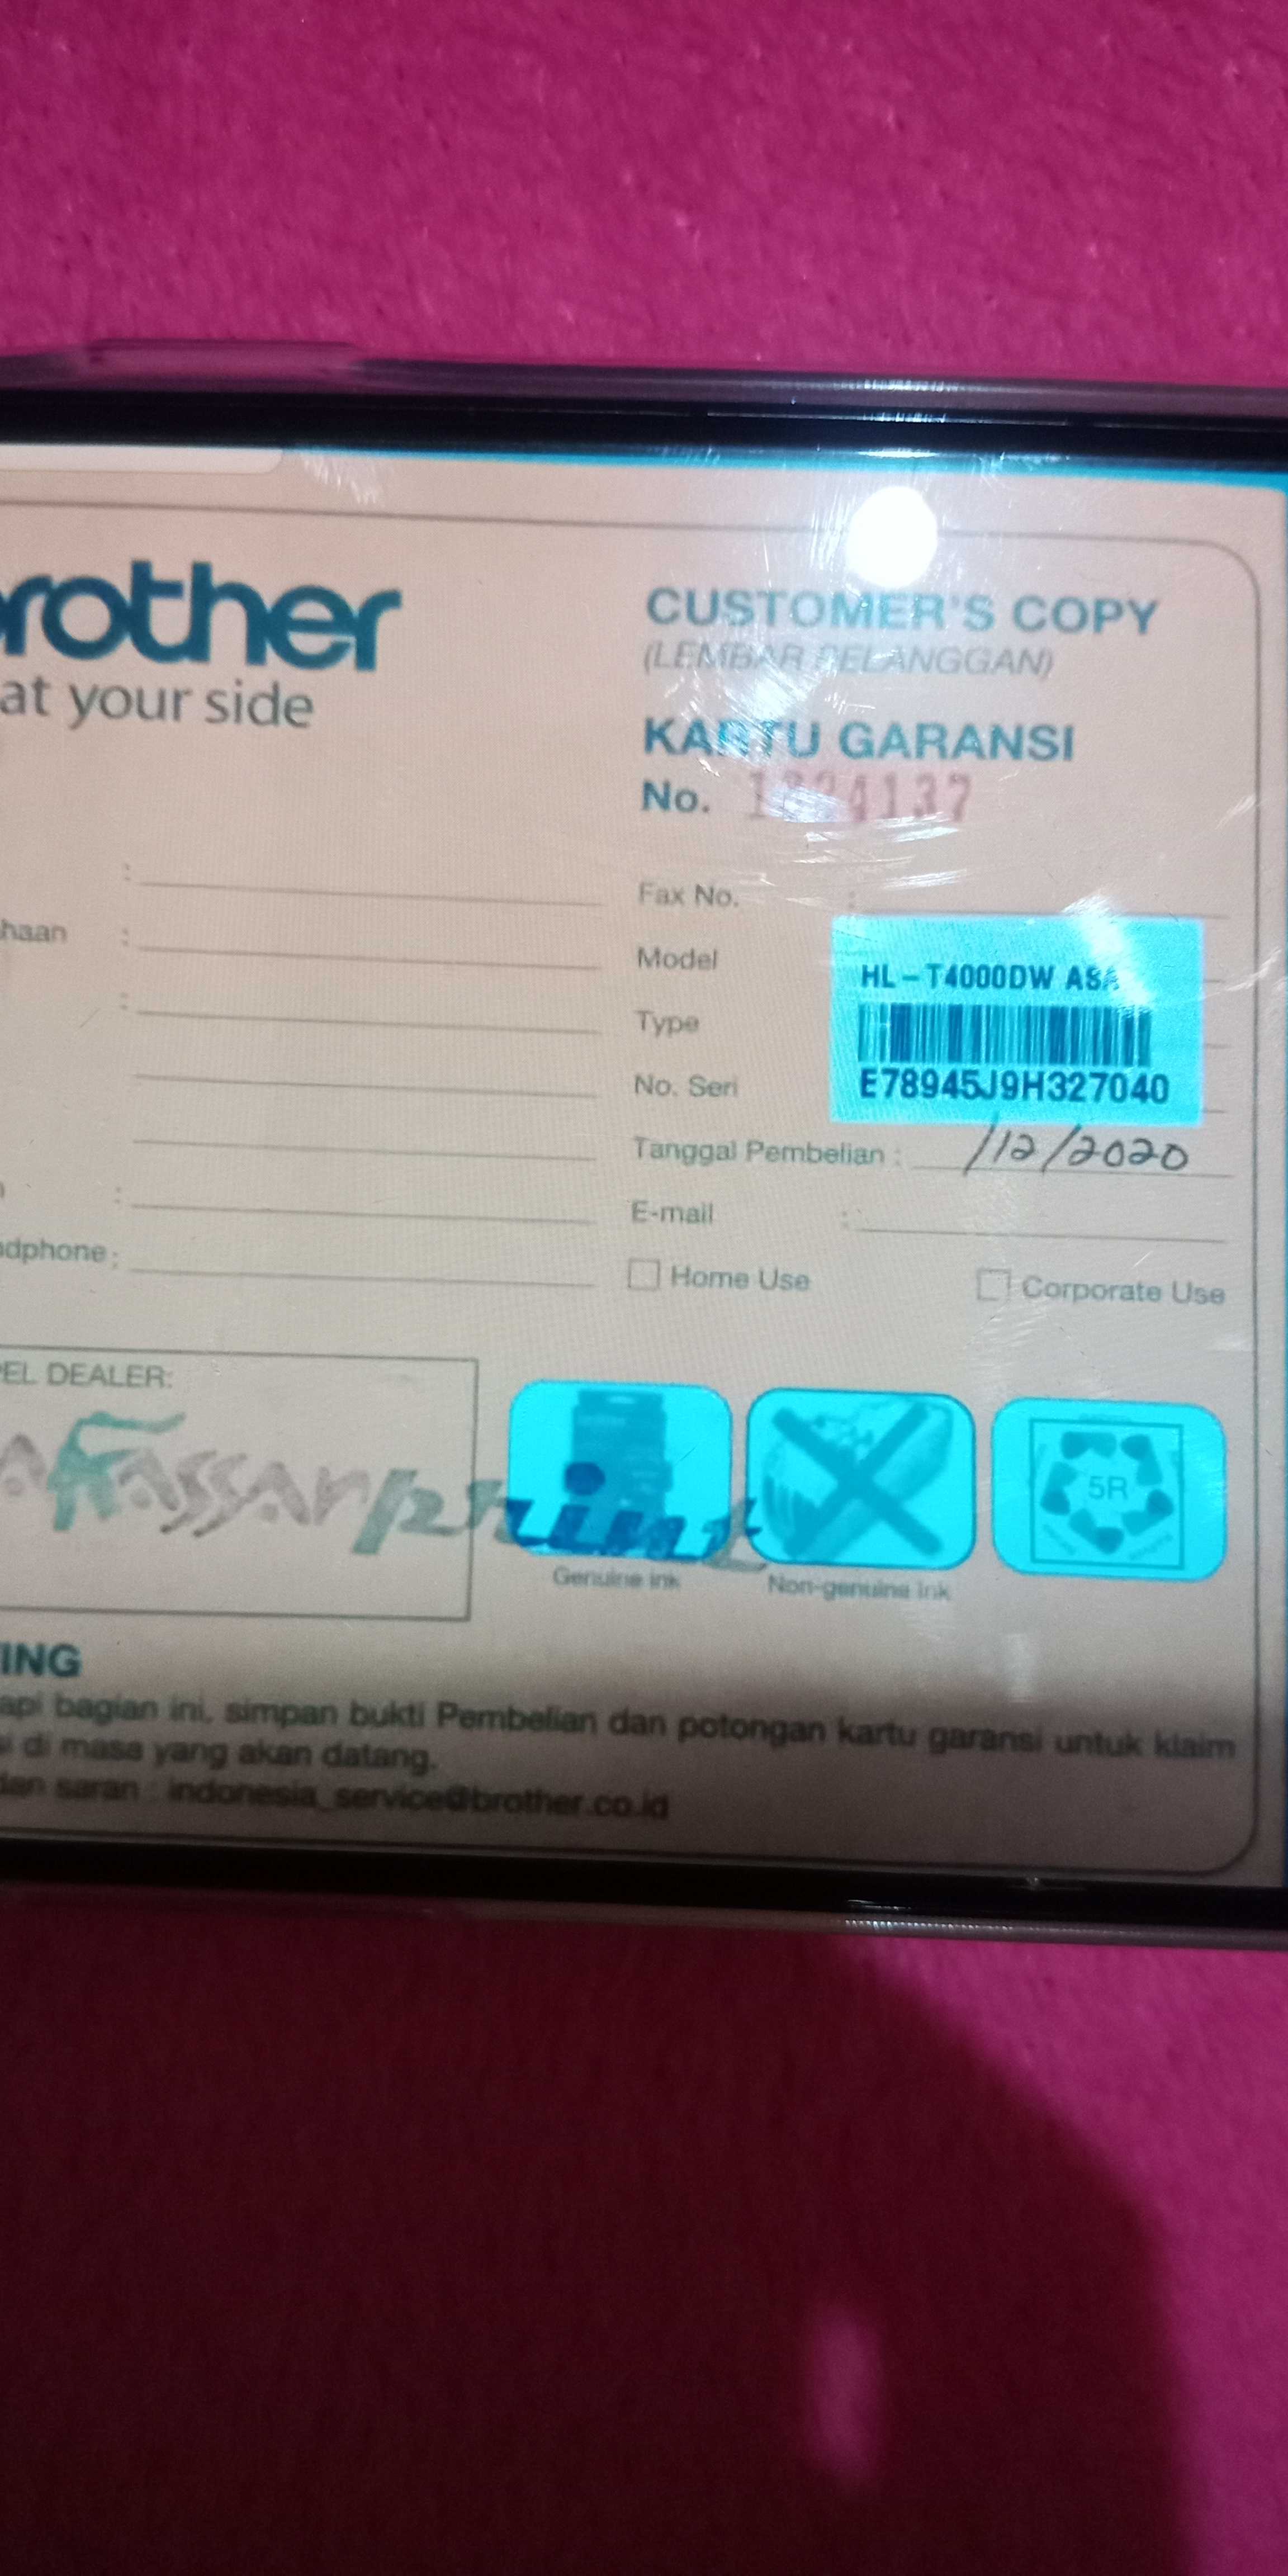 brother
at your side
CUSTOMER'S COPY
(LEMBAR PELANGGAN)
KARTU GARANSI
No.
:
Fax No. :
haan :
Model
HL-T4000DW ASA
:
Type
No. Seri
E78945J9H327040
Tanggal Pembelian : /12/2020
:
E-mail :
dphone :
Home Use
Corporate Use
EL DEALER:
print
Genuine Ink
Non-genuine Ink
5R
ING
api bagian ini, simpan bukti Pembelian dan potongan kartu garansi untuk klaim
i di masa yang akan datang.
dan saran : indonesia_service@brother.co.id